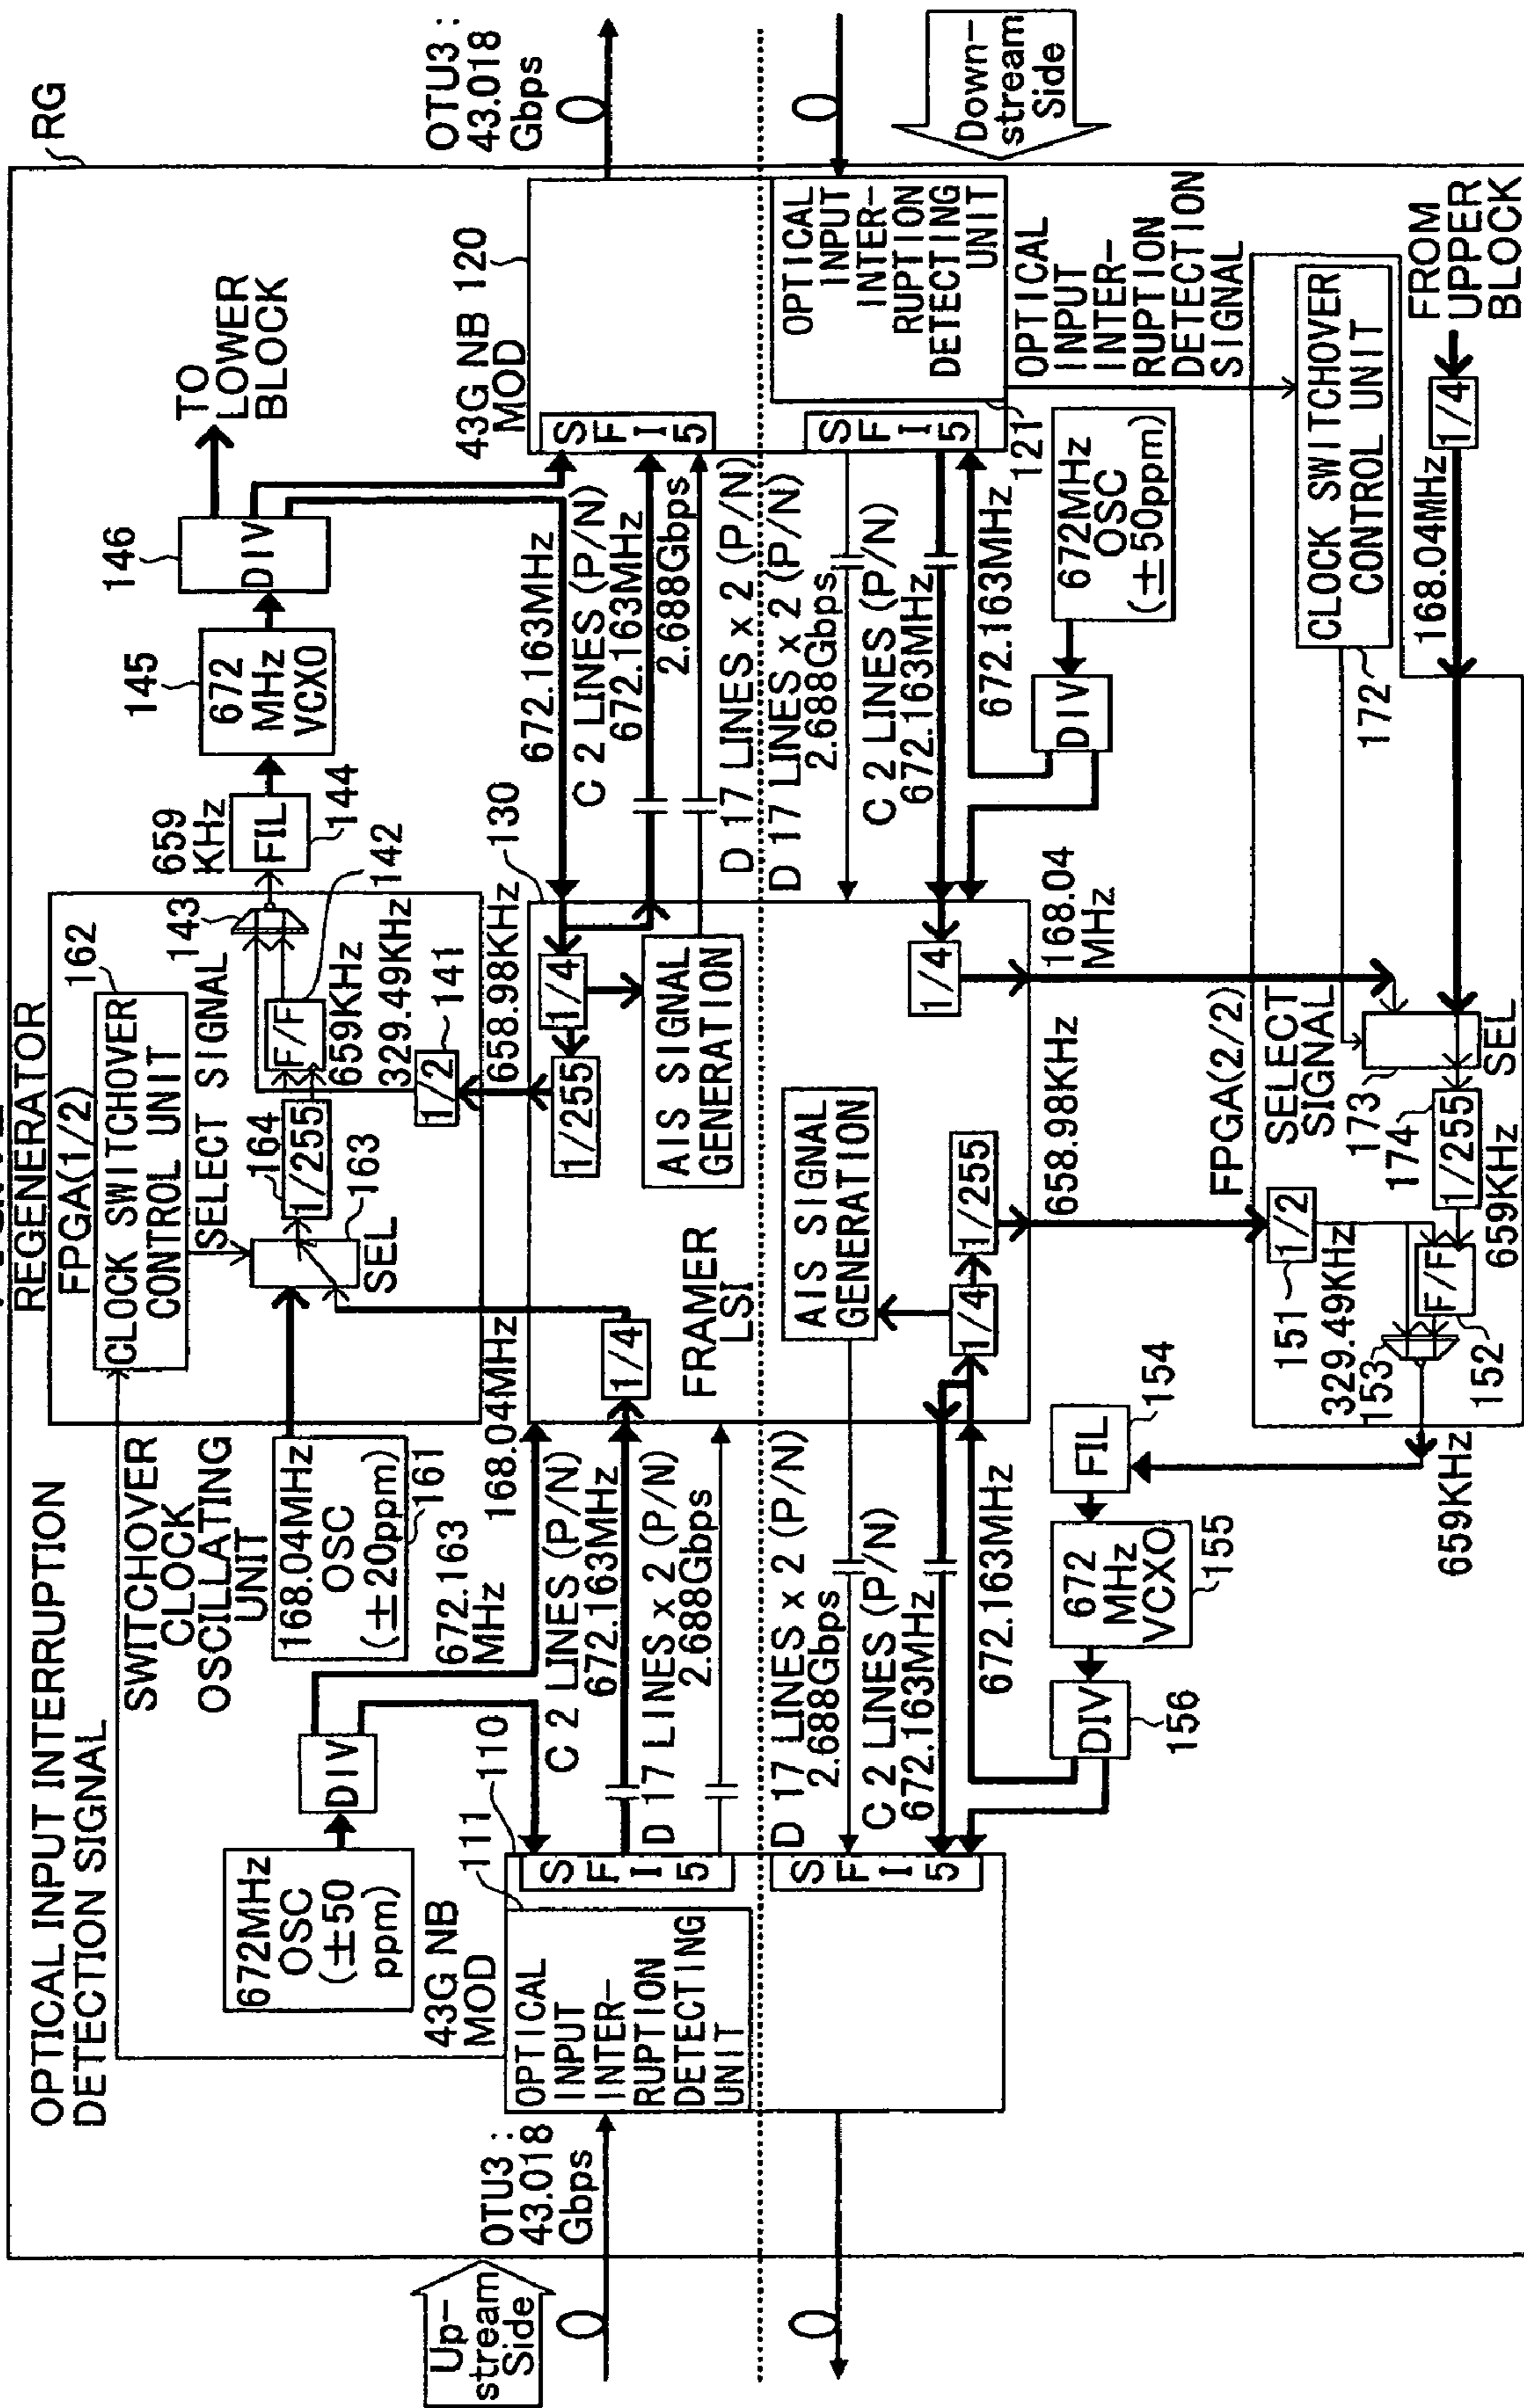 REGENERATOR
RG
OPTICAL INPUT INTERRUPTION
DETECTION SIGNAL
FPGA(1/2)
162
CLOCK SWITCHOVER
CONTROL UNIT
SELECT SIGNAL
164
1/255
163
SEL
F/F
659KHz
329.49KHz
143
142
1/2
141
659
KHz
FIL
144
145
672
MHz
VCXO
146
DIV
TO
LOWER
BLOCK
SWITCHOVER
CLOCK
OSCILLATING
UNIT
168.04MHz
OSC
(±20ppm)
161
672MHz
OSC
(±50
ppm)
DIV
672.163
MHz
168.04MHz
658.98KHz
672.163MHz
43G NB
MOD
111
110
OPTICAL
INPUT
INTER-
RUPTION
DETECTING
UNIT
S
F
I
5
C 2 LINES (P/N)
672.163MHz
D 17 LINES x 2 (P/N)
2.688Gbps
1/4
FRAMER
LSI
130
1/4
1/255
AIS SIGNAL
GENERATION
C 2 LINES (P/N)
672.163MHz
2.688Gbps
D 17 LINES x 2 (P/N)
43G NB
MOD
120
S
F
I
5
OTU3 :
43.018
Gbps
OTU3 :
43.018
Gbps
Up-
stream
Side
Down-
stream
Side
S
F
I
5
D 17 LINES x 2 (P/N)
2.688Gbps
C 2 LINES (P/N)
672.163MHz
672.163MHz
AIS SIGNAL
GENERATION
1/4
1/255
1/4
D 17 LINES x 2 (P/N)
2.688Gbps
C 2 LINES (P/N)
672.163MHz
672.163MHz
S
F
I
5
OPTICAL
INPUT
INTER-
RUPTION
DETECTING
UNIT
121
OPTICAL
INPUT
INTER-
RUPTION
DETECTION
SIGNAL
672MHz
OSC
(±50ppm)
DIV
168.04
MHz
658.98KHz
FIL
154
672
MHz
VCXO
155
DIV
156
659KHz
FPGA(2/2)
SELECT
SIGNAL
1/2
151
329.49KHz
153
F/F
152
173
174
1/255
659KHz
SEL
172
CLOCK SWITCHOVER
CONTROL UNIT
168.04MHz
1/4
FROM
UPPER
BLOCK